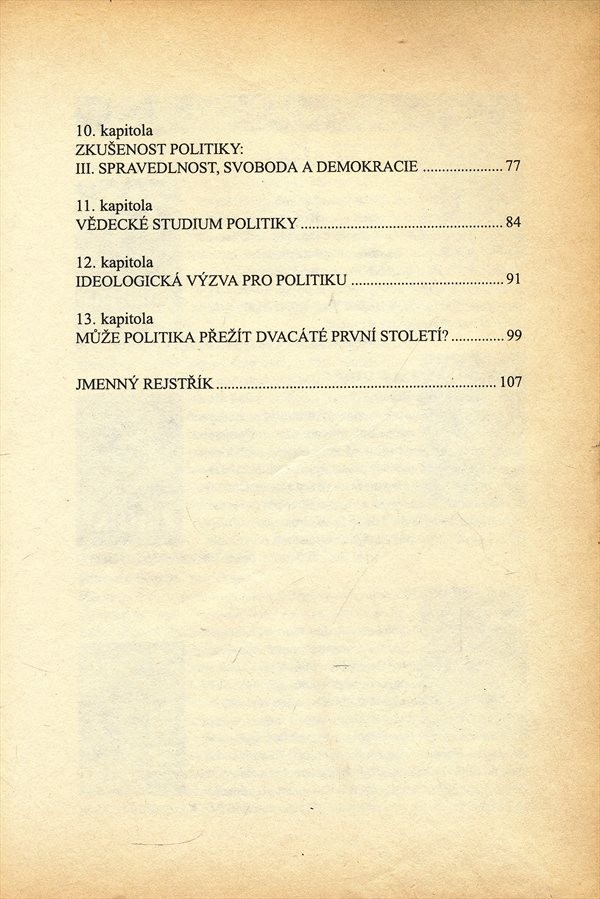 10. kapitola
ZKUŠENOST POLITIKY:
III. SPRAVEDLNOST, SVOBODA A DEMOKRACIE ..................... 77
11. kapitola
VĚDECKÉ STUDIUM POLITIKY .................................................... 84
12. kapitola
IDEOLOGICKÁ VÝZVA PRO POLITIKU ....................................... 91
13. kapitola
MŮŽE POLITIKA PŘEŽÍT DVACÁTÉ PRVNÍ STOLETÍ? ............. 99
JMENNÝ REJSTŘÍK ........................................................................ 107